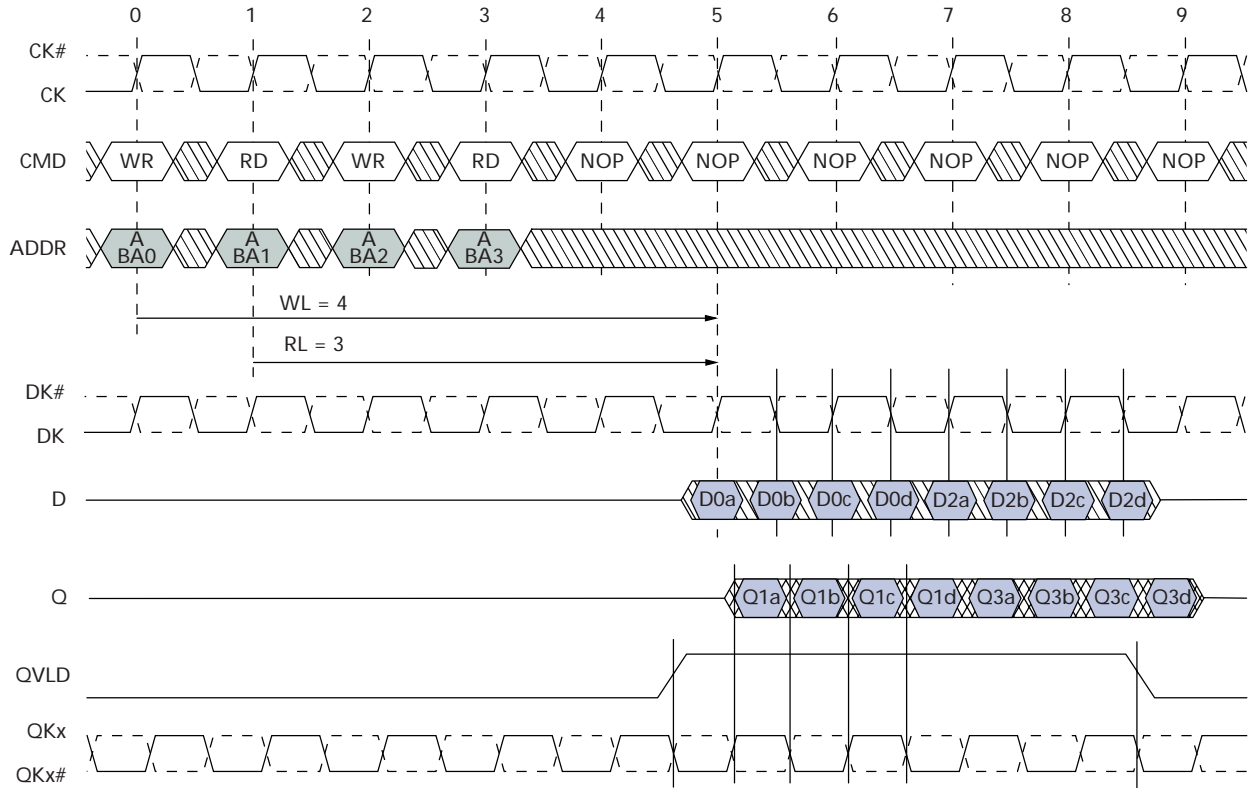 0 1 2 3 4 5 6 7 8 9
CK#
CK
CMD WR RD WR RD NOP NOP NOP NOP NOP NOP
ADDR A A A A
BA0 BA1 BA2 BA3
WL = 4
RL = 3
DK#
DK
D D0a D0b D0c D0d D2a D2b D2c D2d
Q Q1a Q1b Q1c Q1d Q3a Q3b Q3c Q3d
QVLD
QKx
QKx#